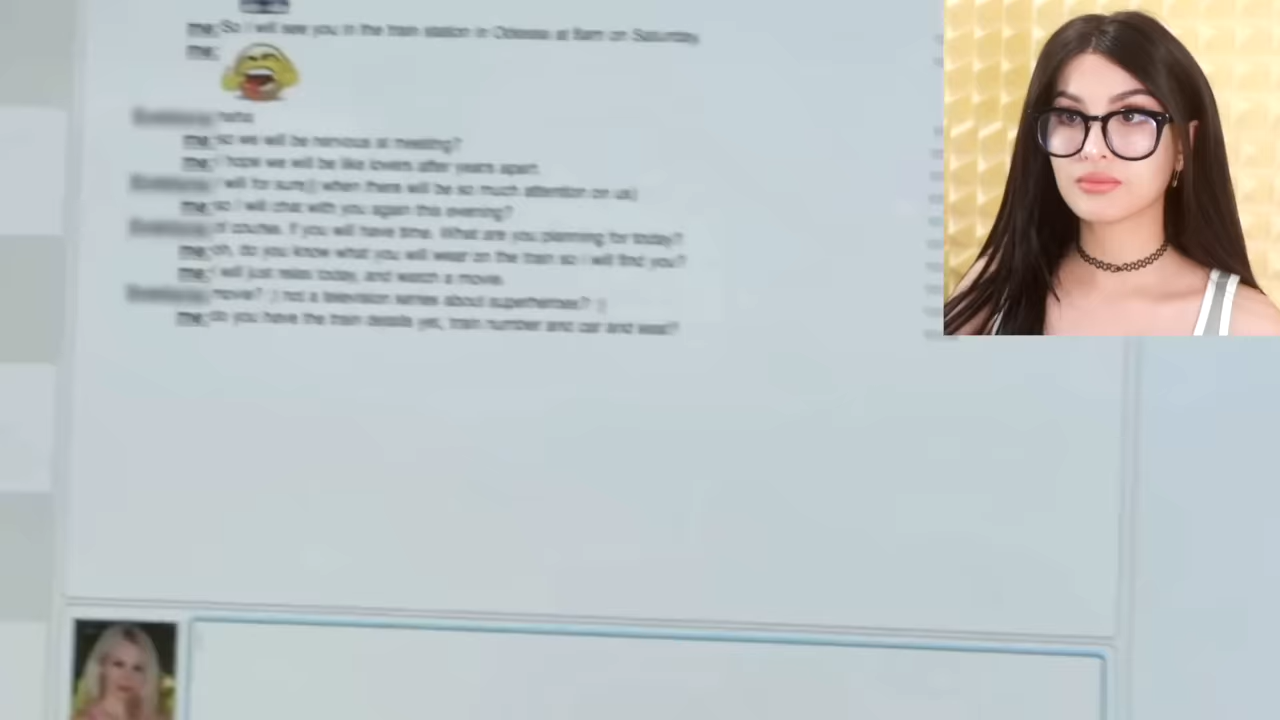 me: So I will see you in the train station in Odessa at 8am on Saturday.
me:
haha
me: so we will be nervous at meeting?
me: I hope we will be like lovers after years apart
I will for sure)) when there will be so much attention on us)
me: so I will chat with you again this evening?
of course. If you will have time. What are you planning for today?
me: oh, do you know what you will wear on the train so I will find you?
me: I will just relax today, and watch a movie.
movie? :) not a television series about superheroes? :)
me: do you have the train details yet, train number and car and seat?